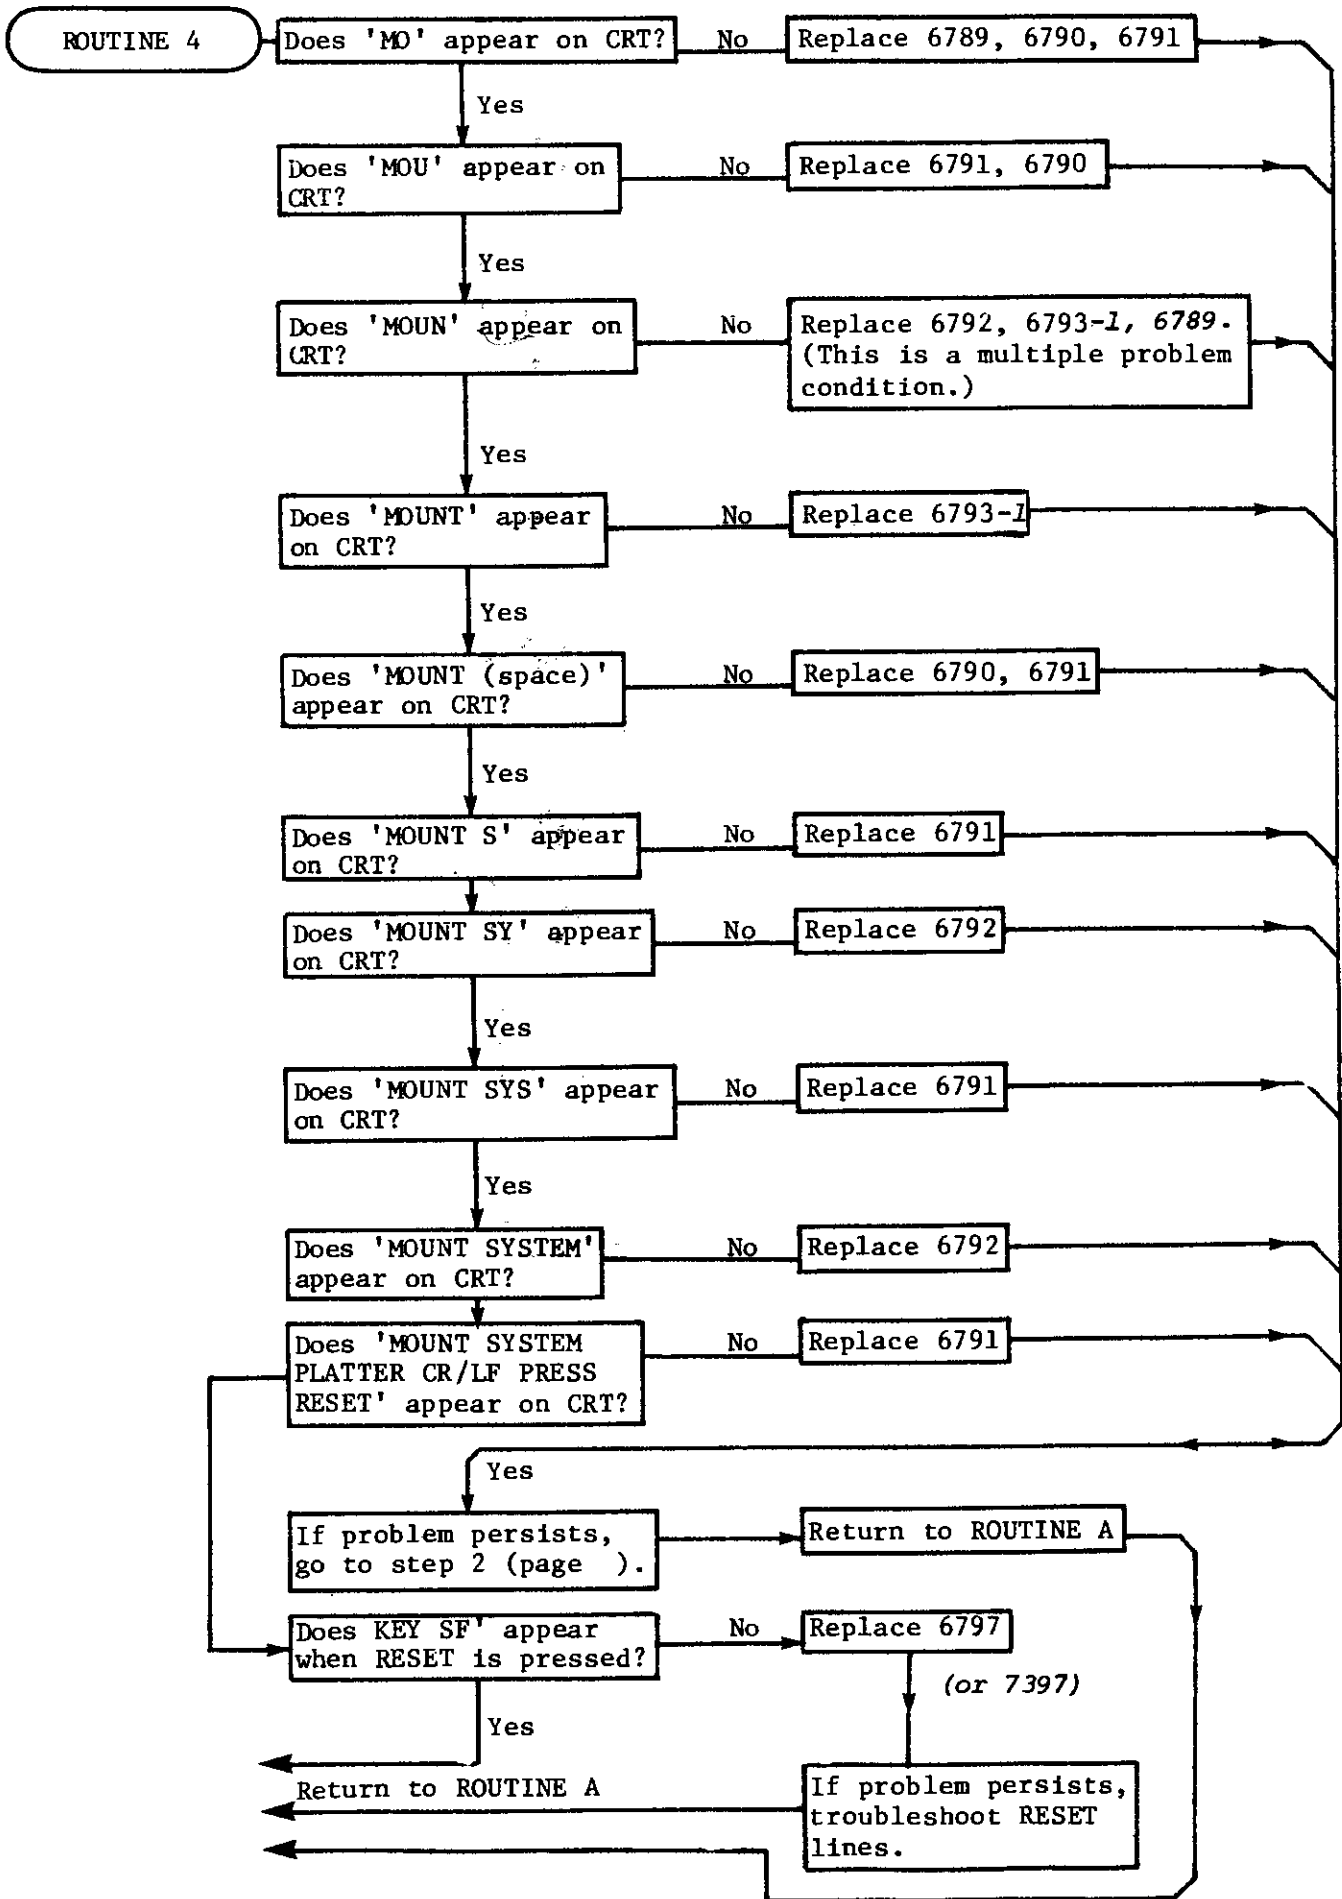 ROUTINE 4
Does 'MO' appear on CRT?
No
Replace 6789, 6790, 6791
Yes
Does 'MOU' appear on
CRT?
No
Replace 6791, 6790
Yes
Does 'MOUN' appear on
CRT?
No
Replace 6792, 6793-1, 6789.
(This is a multiple problem
condition.)
Yes
Does 'MOUNT' appear
on CRT?
No
Replace 6793-1
Yes
Does 'MOUNT (space)'
appear on CRT?
No
Replace 6790, 6791
Yes
Does 'MOUNT S' appear
on CRT?
No
Replace 6791
Does 'MOUNT SY' appear
on CRT?
No
Replace 6792
Yes
Does 'MOUNT SYS' appear
on CRT?
No
Replace 6791
Yes
Does 'MOUNT SYSTEM'
appear on CRT?
No
Replace 6792
Does 'MOUNT SYSTEM
PLATTER CR/LF PRESS
RESET' appear on CRT?
No
Replace 6791
Yes
If problem persists,
go to step 2 (page ).
Return to ROUTINE A
Does KEY SF' appear
when RESET is pressed?
No
Replace 6797
(or 7397)
Yes
Return to ROUTINE A
If problem persists,
troubleshoot RESET
lines.